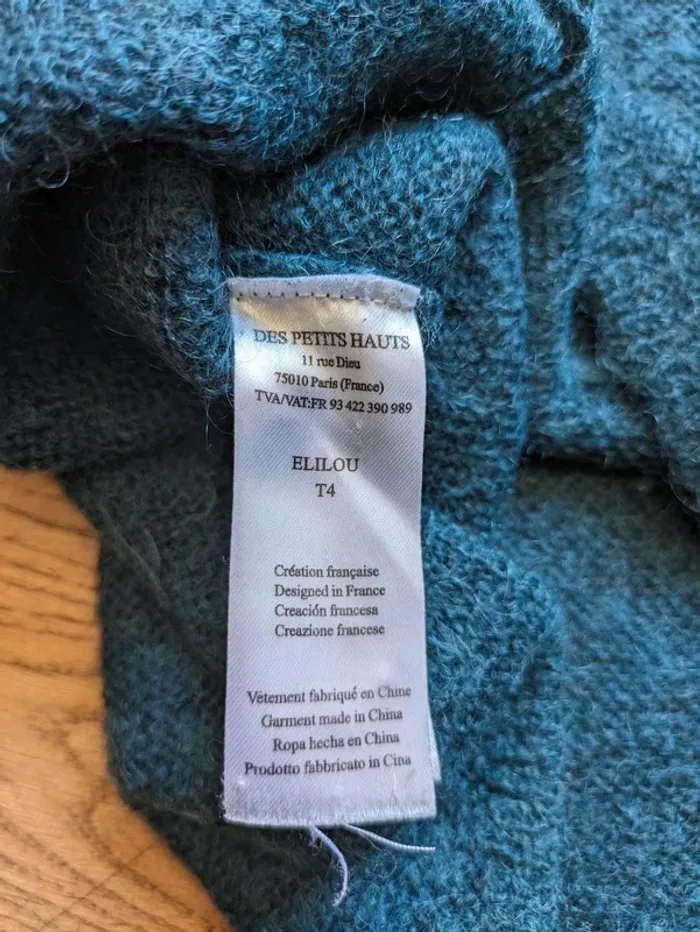 DES PETITS HAUTS
11 rue Dieu
75010 Paris (France)
TVA/VAT:FR 93 422 390 989
ELILOU
T4
Création française
Designed in France
Creación francesa
Creazione francese
Vêtement fabriqué en Chine
Garment made in China
Ropa hecha en China
Prodotto fabbricato in Cina